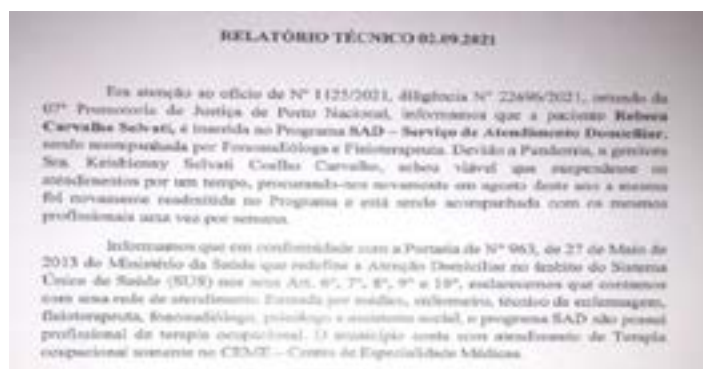 RELATÓRIO TÉCNICO 02.09.2021
Em atenção ao oficio de Nº 1125/2021, diligência Nº 22696/2021, oriundo da
07ª Promotoria de Justiça de Porto Nacional, informamos que a paciente Rebeca
Carvalho Selvati, é inserida no Programa SAD – Serviço de Atendimento Domiciliar,
sendo acompanhada por Fonoaudióloga e Fisioterapeuta. Devido a Pandemia, a genitora
Sra. Selvati Coelho Carvalho, achou viável que suspendesse os
atendimentos por um tempo, procurando-nos novamente em agosto deste ano a mesma
foi novamente readmitida no Programa e está sendo acompanhada com os mesmos
profissionais uma vez por semana.
Informamos que em conformidade com a Portaria de Nº 963, de 27 de Maio de
2013 do Ministério da Saúde que redefine a Atenção Domiciliar no âmbito do Sistema
Único de Saúde (SUS) nos seus Art. 6º, 7º, 8º, 9º e 10º, esclarecemos que contamos
com uma rede de atendimento formada por médico, enfermeiro, técnico de enfermagem,
fisioterapeuta, fonoaudiólogo, psicólogo e assistente social, o programa SAD não possui
profissional de terapia ocupacional. O município conta com atendimento de Terapia
ocupacional somente no CEME – Centro de Especialidade Médicas.